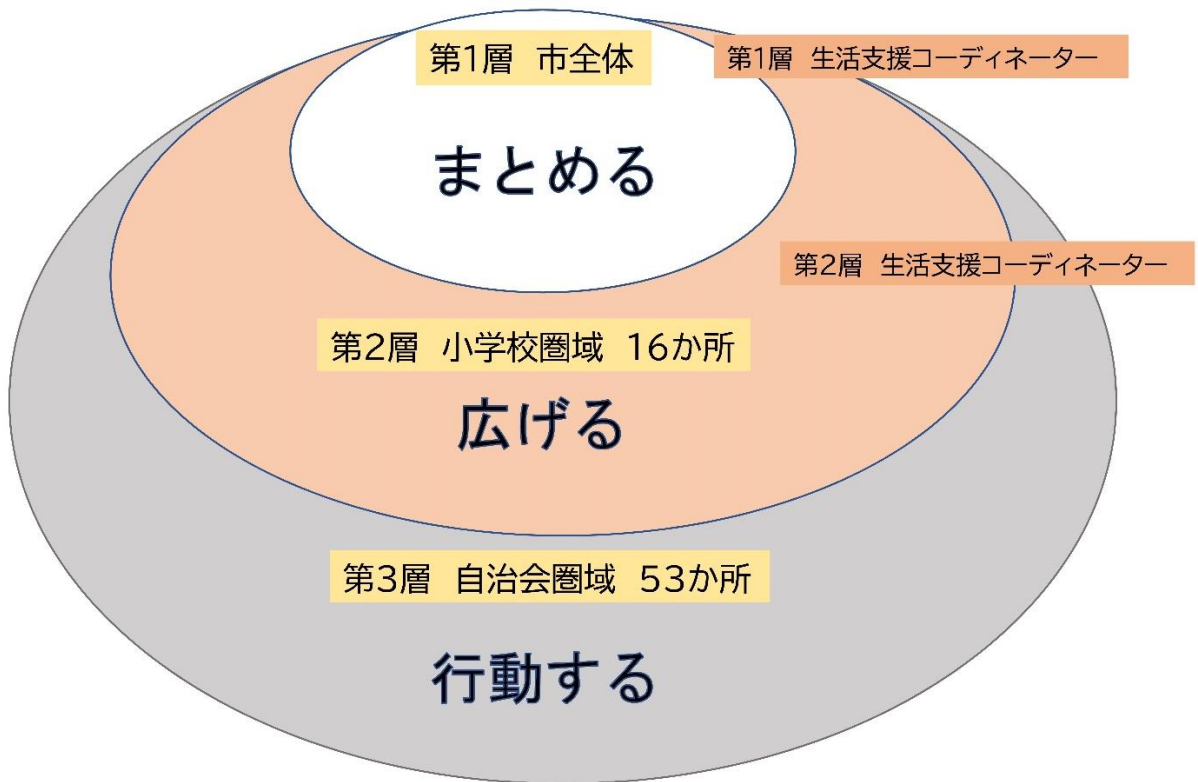 第1層　市全体
第1層　生活支援コーディネーター
まとめる
第2層　生活支援コーディネーター
第2層　小学校圏域　16か所
広げる
第3層　自治会圏域　53か所
行動する